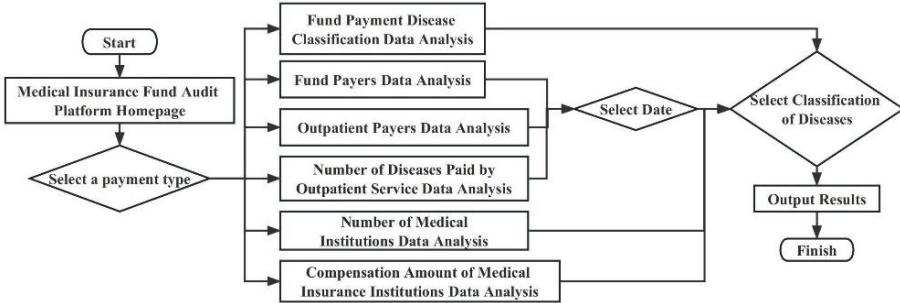 Start
Medical Insurance Fund Audit
Platform Homepage
Select a payment type
Fund Payment Disease
Classification Data Analysis
Fund Payers Data Analysis
Outpatient Payers Data Analysis
Number of Diseases Paid by
Outpatient Service Data Analysis
Number of Medical
Institutions Data Analysis
Compensation Amount of Medical
Insurance Institutions Data Analysis
Select Date
Select Classification
of Diseases
Output Results
Finish